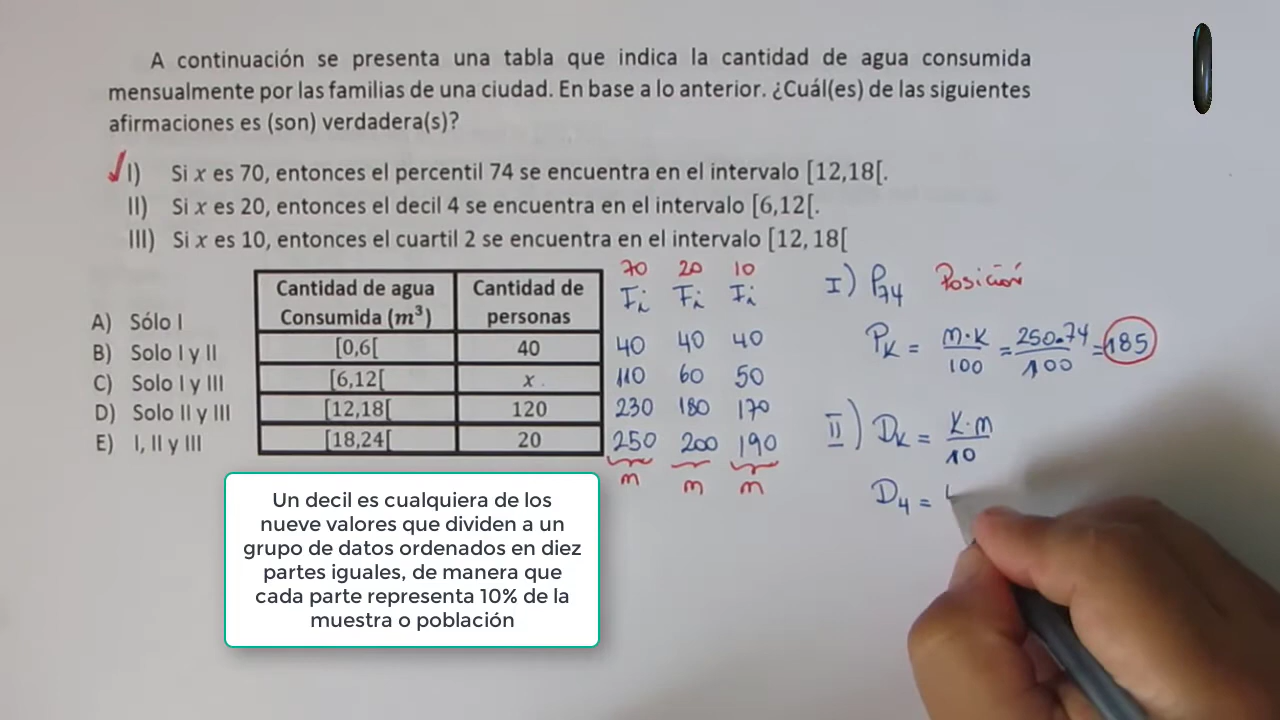 A continuación se presenta una tabla que indica la cantidad de agua consumida
mensualmente por las familias de una ciudad. En base a lo anterior. ¿Cuál(es) de las siguientes
afirmaciones es (son) verdadera(s)?
I) Si x es 70, entonces el percentil 74 se encuentra en el intervalo [12,18[.
II) Si x es 20, entonces el decil 4 se encuentra en el intervalo [6,12[.
III) Si x es 10, entonces el cuartil 2 se encuentra en el intervalo [12, 18[
A) Sólo I
B) Solo I y II
C) Solo I y III
D) Solo II y III
E) I, II y III
Cantidad de agua Consumida (m³) Cantidad de personas
[0,6[ 40
[6,12[ x
[12,18[ 120
[18,24[ 20
70 20 10
Fi Fi Fi
40 40 40
110 60 50
230 180 170
250 200 190
m m m
I) P74 Posición
PK = m·K/100 = 250·74/100 = 185
II) DK = K·m/10
D4 =
Un decil es cualquiera de los
nueve valores que dividen a un
grupo de datos ordenados en diez
partes iguales, de manera que
cada parte representa 10% de la
muestra o población